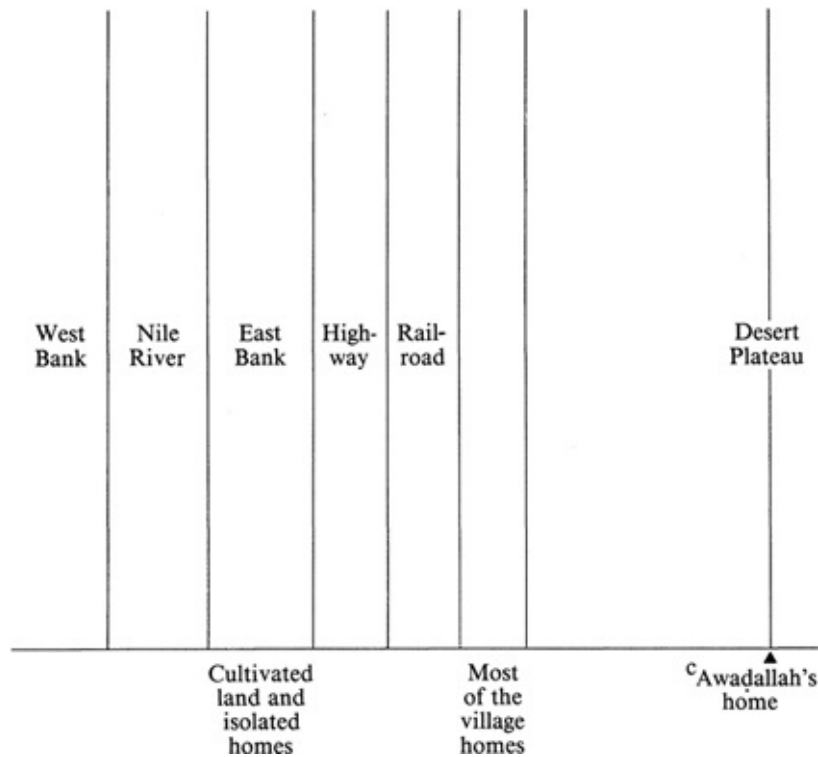 West
Bank
Nile
River
East
Bank
High-
way
Rail-
road
Desert
Plateau
Cultivated
land and
isolated
homes
Most
of the
village
homes
ᶜAwaḍallah's
home